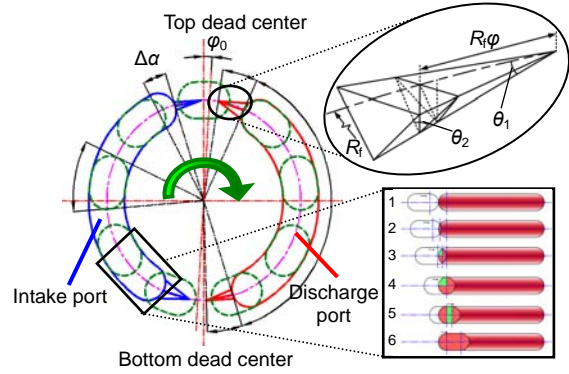 Top dead center
φ0
Δα
Rfφ
θ1
θ2
Rf
1
2
3
4
5
6
Intake port
Discharge
port
Bottom dead center